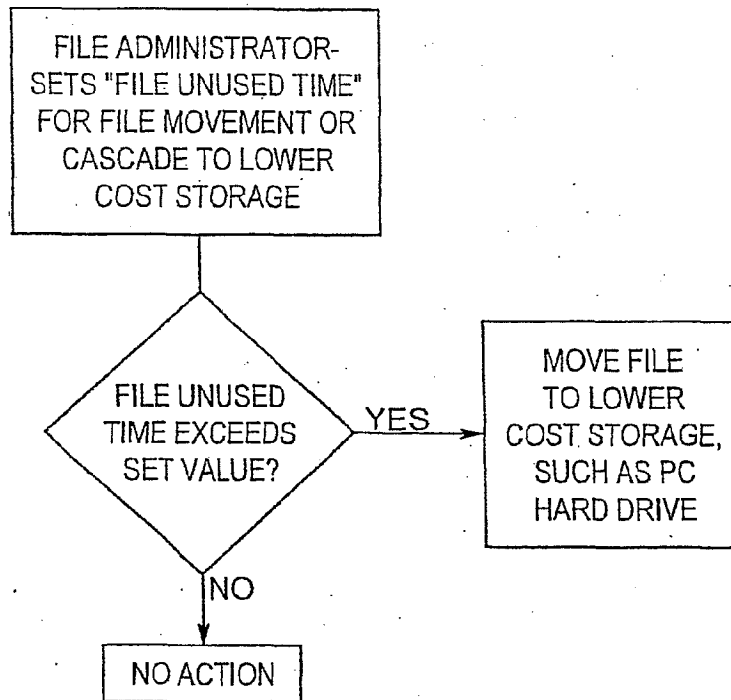 FILE ADMINISTRATOR-
SETS "FILE UNUSED TIME"
FOR FILE MOVEMENT OR
CASCADE TO LOWER
COST STORAGE
FILE UNUSED
TIME EXCEEDS
SET VALUE?
YES
MOVE FILE
TO LOWER
COST STORAGE,
SUCH AS PC
HARD DRIVE
NO
NO ACTION